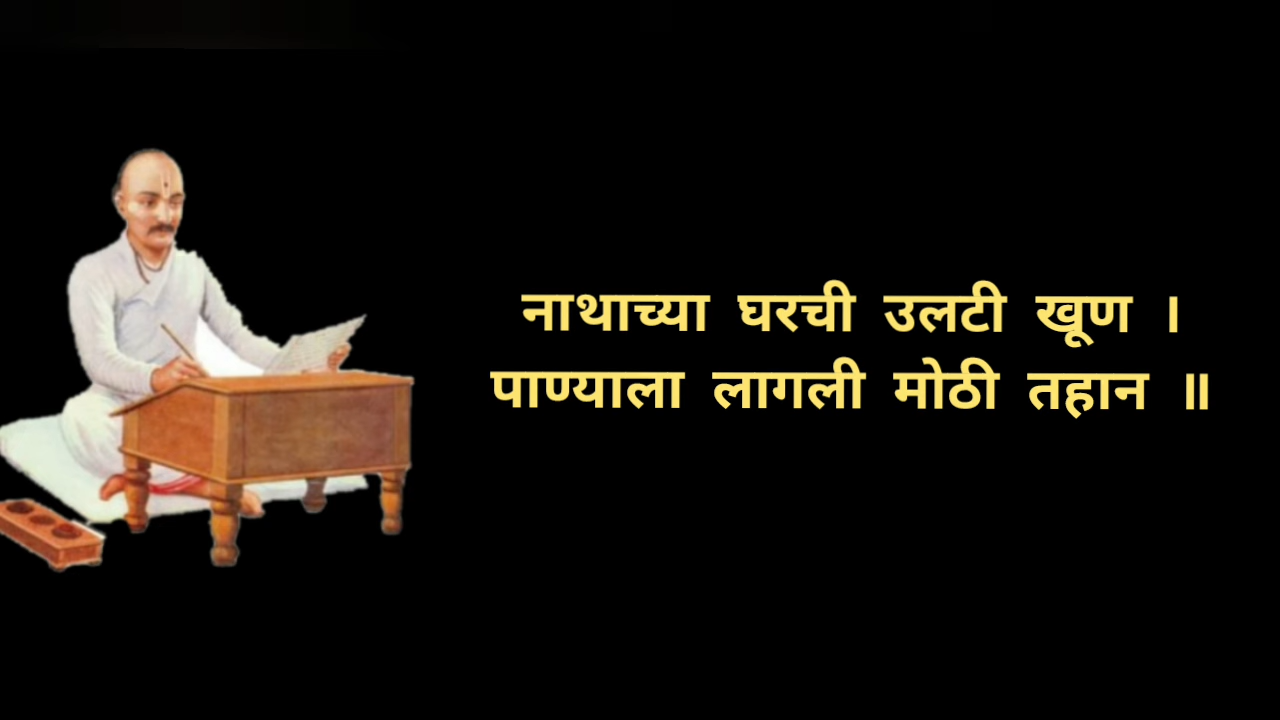 नाथाच्या घरची उलटी खूण ।
पाण्याला लागली मोठी तहान ॥